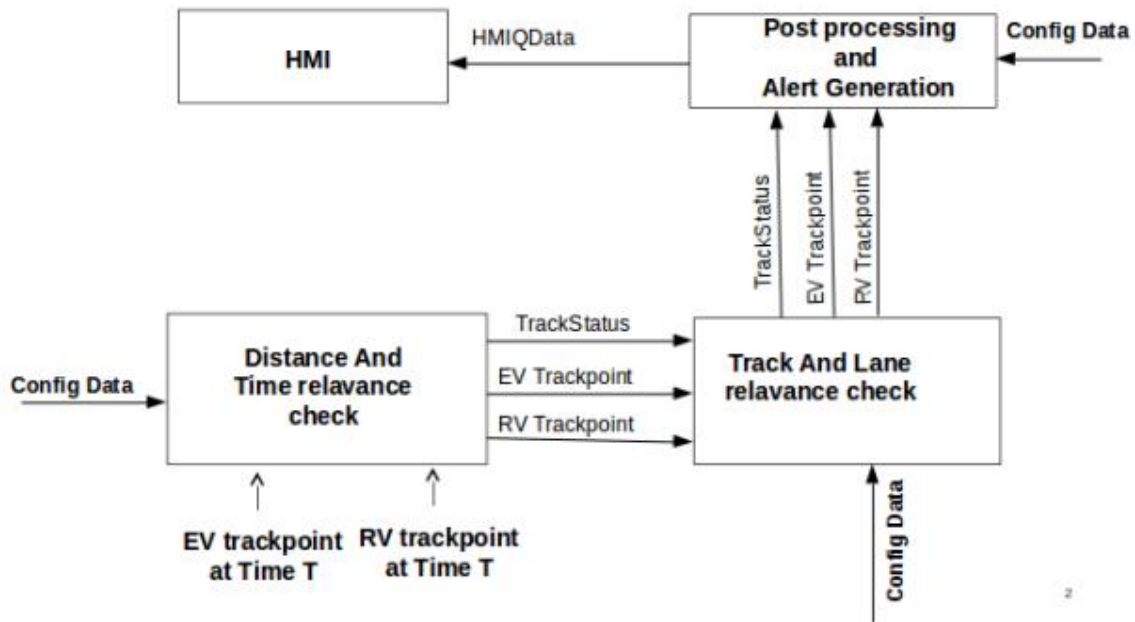 HMI
HMIQData
Post processing
and
Alert Generation
Config Data
TrackStatus
EV Trackpoint
RV Trackpoint
Config Data
Distance And
Time relavance
check
TrackStatus
EV Trackpoint
RV Trackpoint
Track And Lane
relavance check
EV trackpoint
at Time T
RV trackpoint
at Time T
Config Data
2